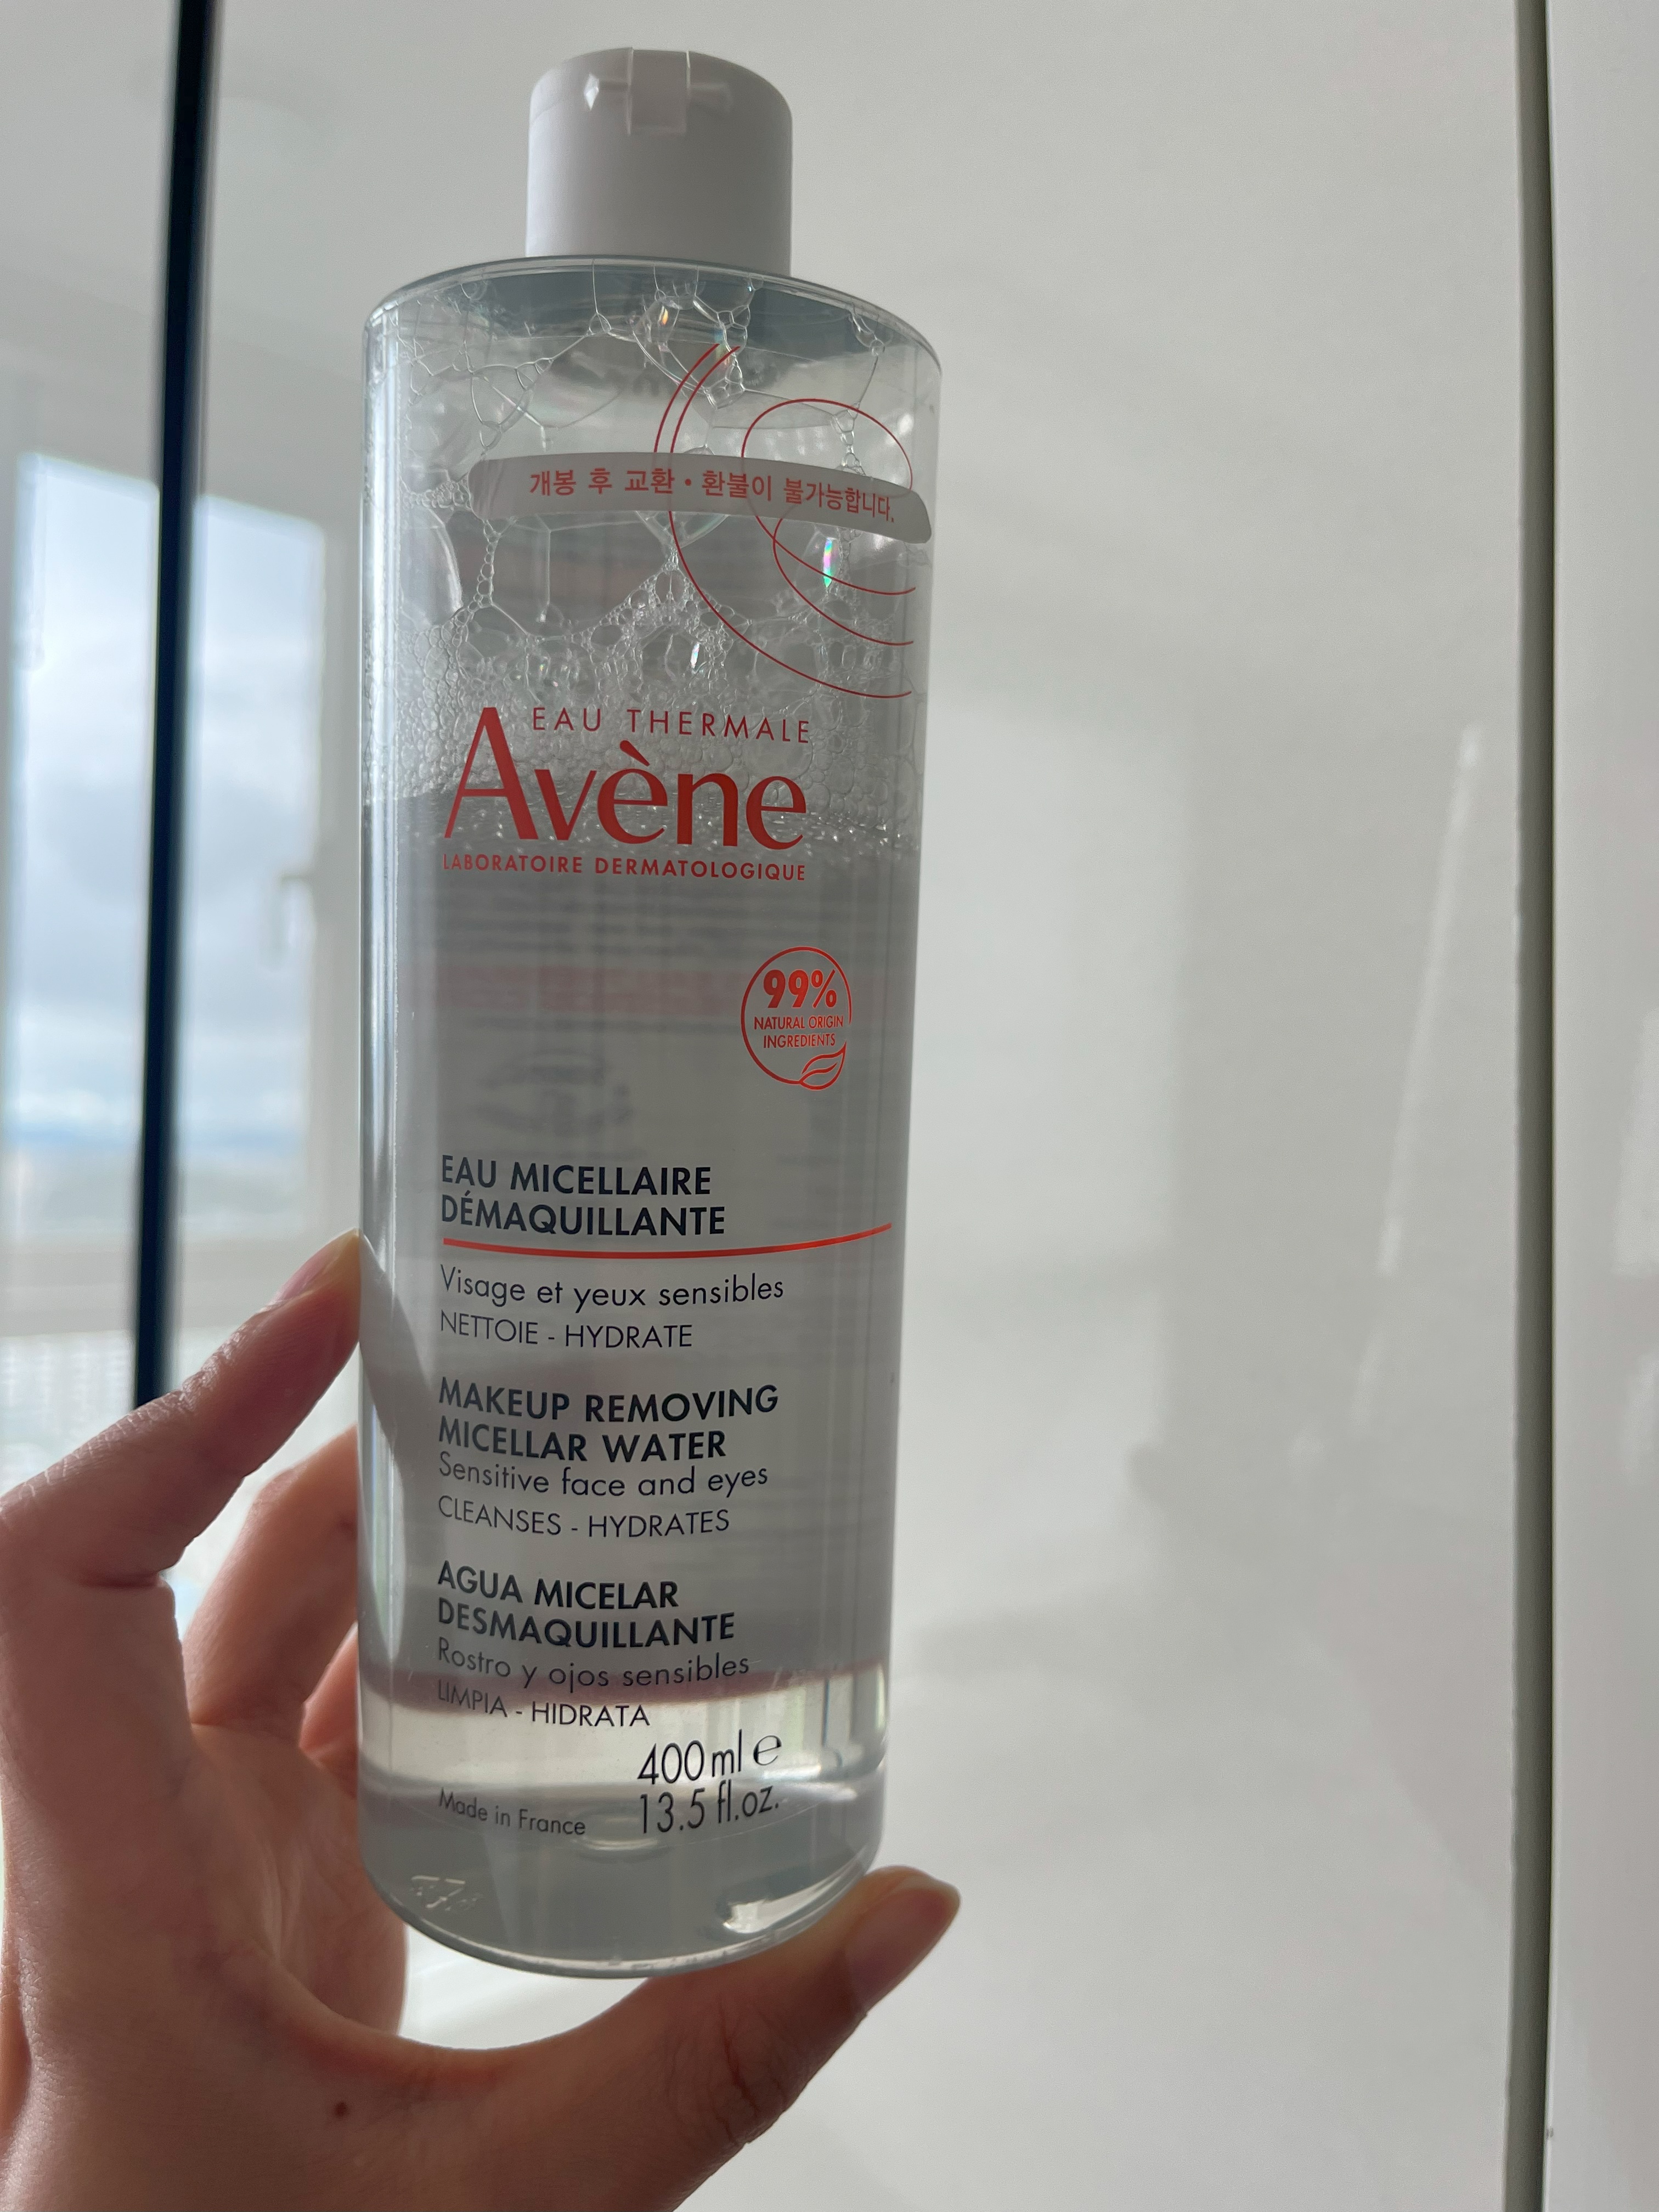 개봉 후 교환 • 환불이 불가능합니다.
EAU THERMALE
Avène
LABORATOIRE DERMATOLOGIQUE
99%
NATURAL ORIGIN
INGREDIENTS
EAU MICELLAIRE
DÉMAQUILLANTE
Visage et yeux sensibles
NETTOIE - HYDRATE
MAKEUP REMOVING
MICELLAR WATER
Sensitive face and eyes
CLEANSES - HYDRATES
AGUA MICELAR
DESMAQUILLANTE
Rostro y ojos sensibles
LIMPIA - HIDRATA
400 ml ℮
Made in France 13.5 fl.oz.